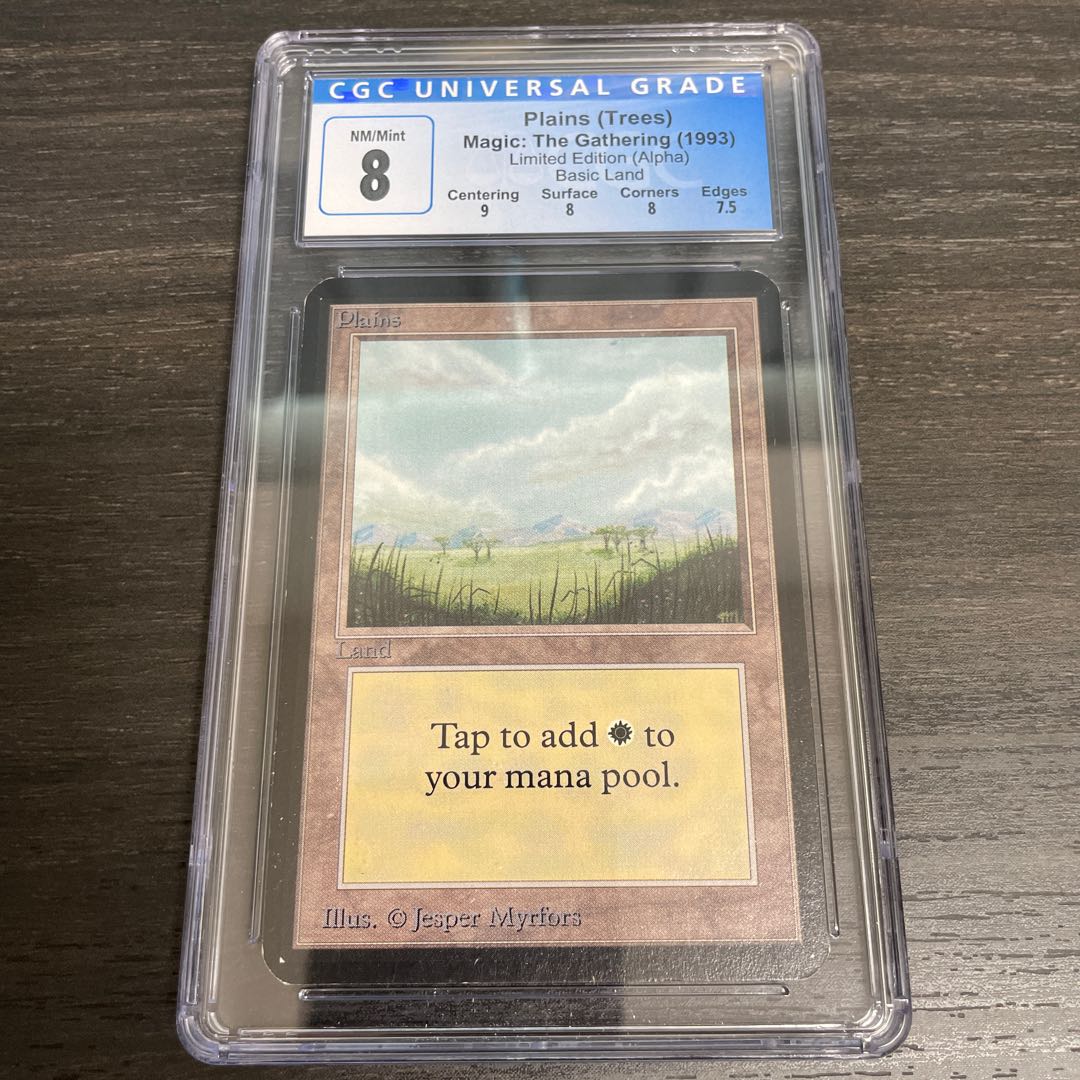 CGC UNIVERSAL GRADE
NM/Mint
8
Plains (Trees)
Magic: The Gathering (1993)
Limited Edition (Alpha)
Basic Land
Centering Surface Corners Edges
9 8 8 7.5
Plains
Land
Tap to add to
your mana pool.
Illus. © Jesper Myrfors